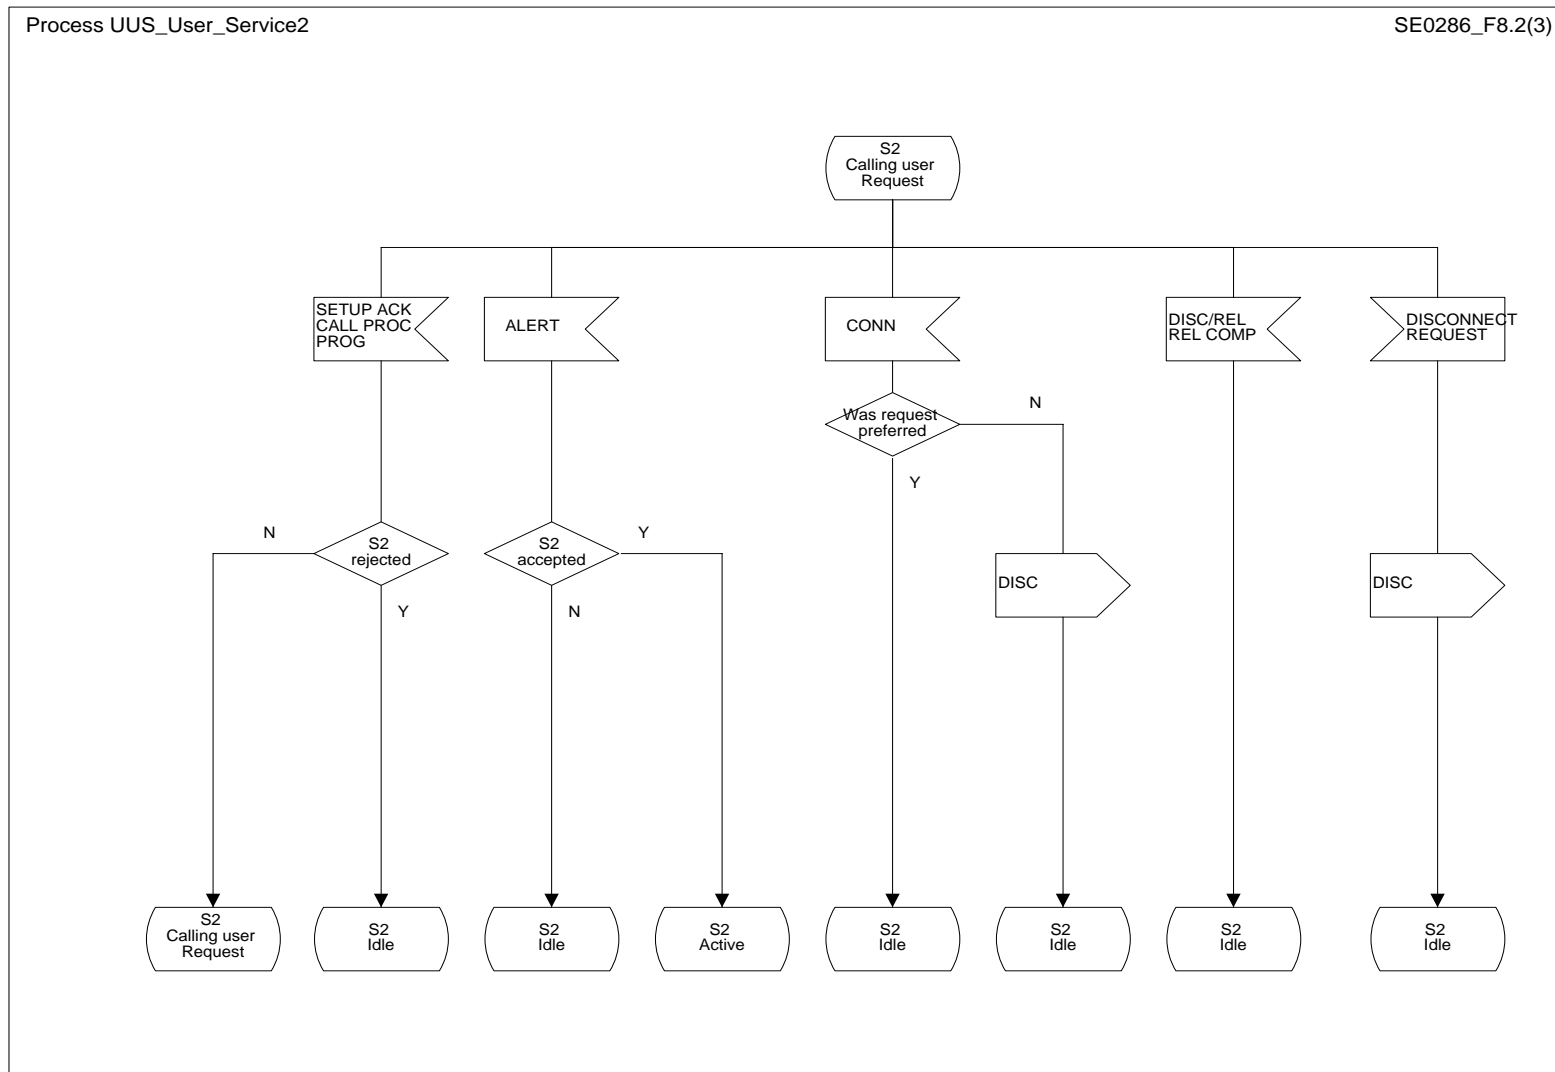 Process UUS_User_Service2
SE0286_F8.2(3)
S2
Calling user
Request
SETUP ACK
CALL PROC
PROG
ALERT
CONN
DISC/REL
REL COMP
DISCONNECT
REQUEST
Was request
preferred
N
Y
N
S2
rejected
Y
S2
accepted
Y
N
DISC
DISC
S2
Calling user
Request
S2
Idle
S2
Idle
S2
Active
S2
Idle
S2
Idle
S2
Idle
S2
Idle